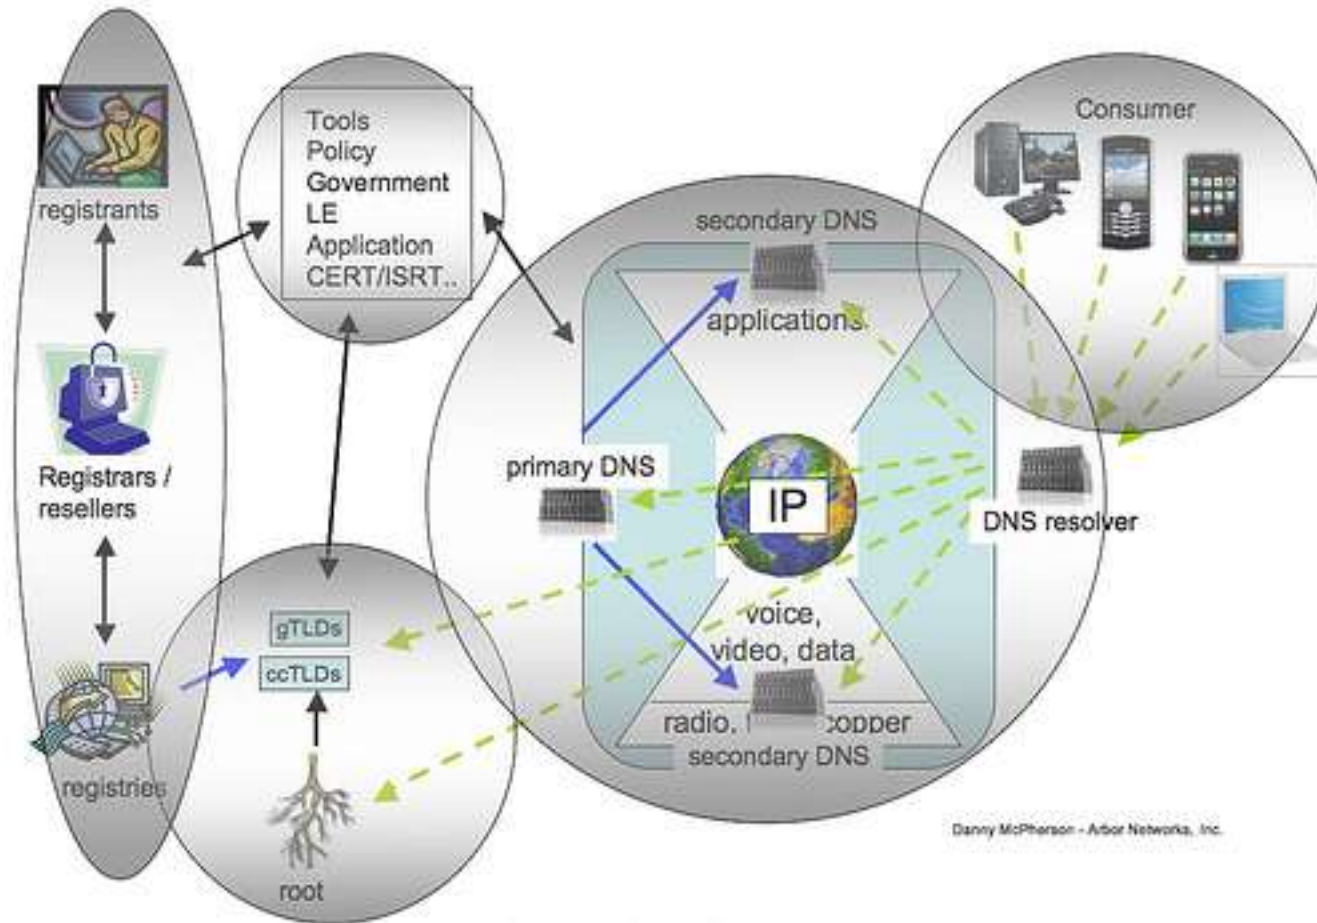 registrants
Registrars /
resellers
registries
Tools
Policy
Government
LE
Application
CERT/ISRT..
gTLDs
ccTLDs
root
secondary DNS
applications
primary DNS
IP
voice,
video, data
radio, copper
secondary DNS
Consumer
DNS resolver
Danny McPherson - Arbor Networks, Inc.